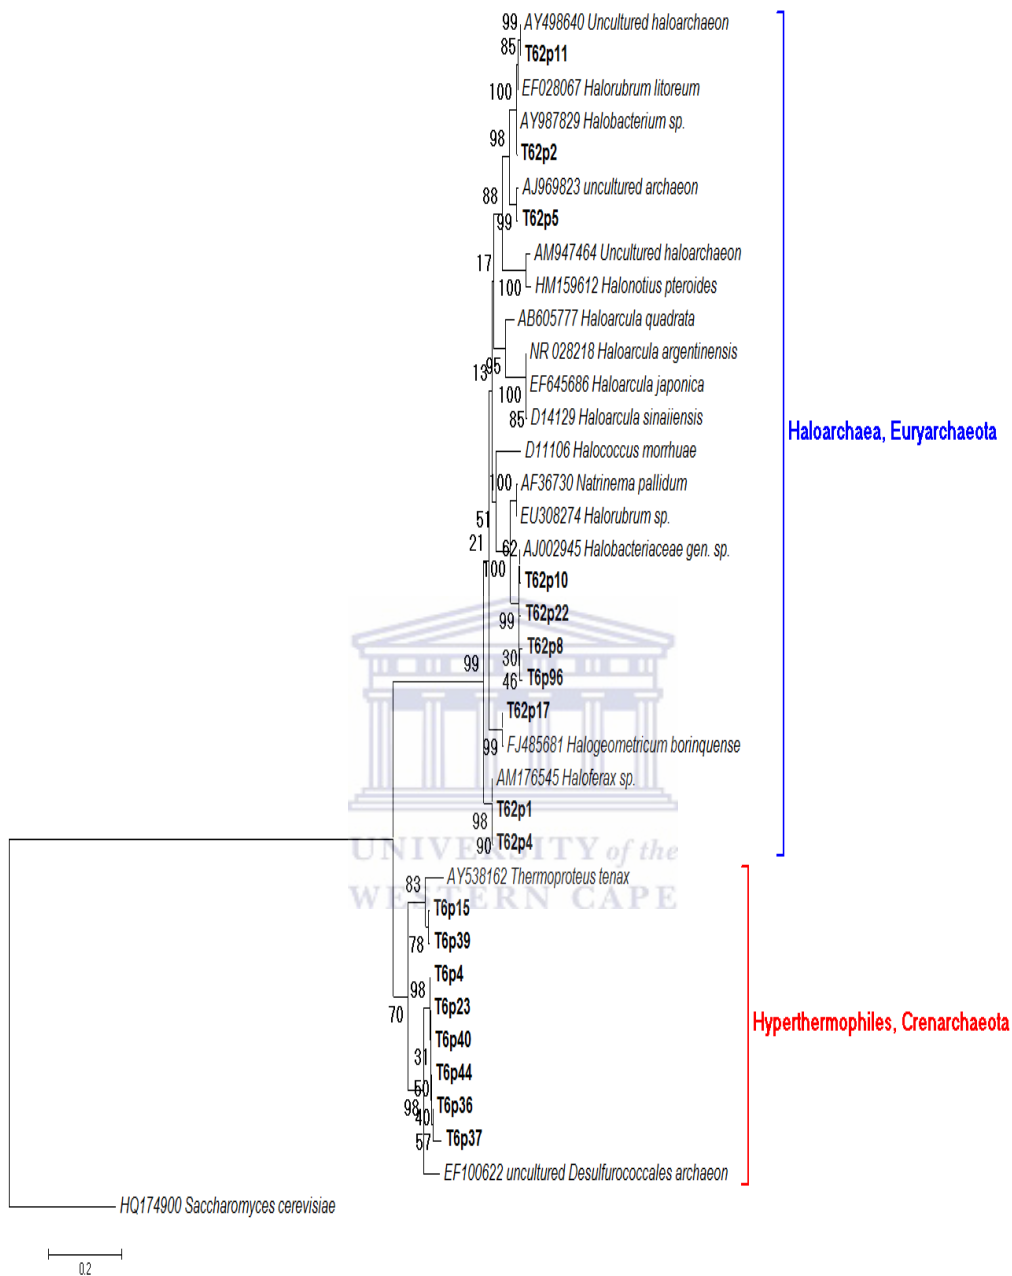 99 AY498640 Uncultured haloarchaeon
85
T62p11
100
EF028067 Halorubrum litoreum
AY987829 Halobacterium sp.
98
T62p2
AJ969823 uncultured archaeon
88
99
T62p5
AM947464 Uncultured haloarchaeon
17
100
HM159612 Halonotius pteroides
AB605777 Haloarcula quadrata
NR 028218 Haloarcula argentinensis
13
95
EF645686 Haloarcula japonica
100
85
D14129 Haloarcula sinaiiensis
Haloarchaea, Euryarchaeota
D11106 Halococcus morrhuae
100
AF36730 Natrinema pallidum
51
EU308274 Halorubrum sp.
21
62
AJ002945 Halobacteriaceae gen. sp.
100
T62p10
99
T62p22
30
T62p8
99
46
T6p96
T62p17
99
FJ485681 Halogeometricum borinquense
AM176545 Haloferax sp.
98
T62p1
90
T62p4
UNIVERSITY of the
WESTERN CAPE
83
AY538162 Thermoproteus tenax
T6p15
78
T6p39
T6p4
98
70
T6p23
Hyperthermophiles, Crenarchaeota
T6p40
31
T6p44
50
98
T6p36
40
57
T6p37
EF100622 uncultured Desulfurococcales archaeon
HQ174900 Saccharomyces cerevisiae
0.2